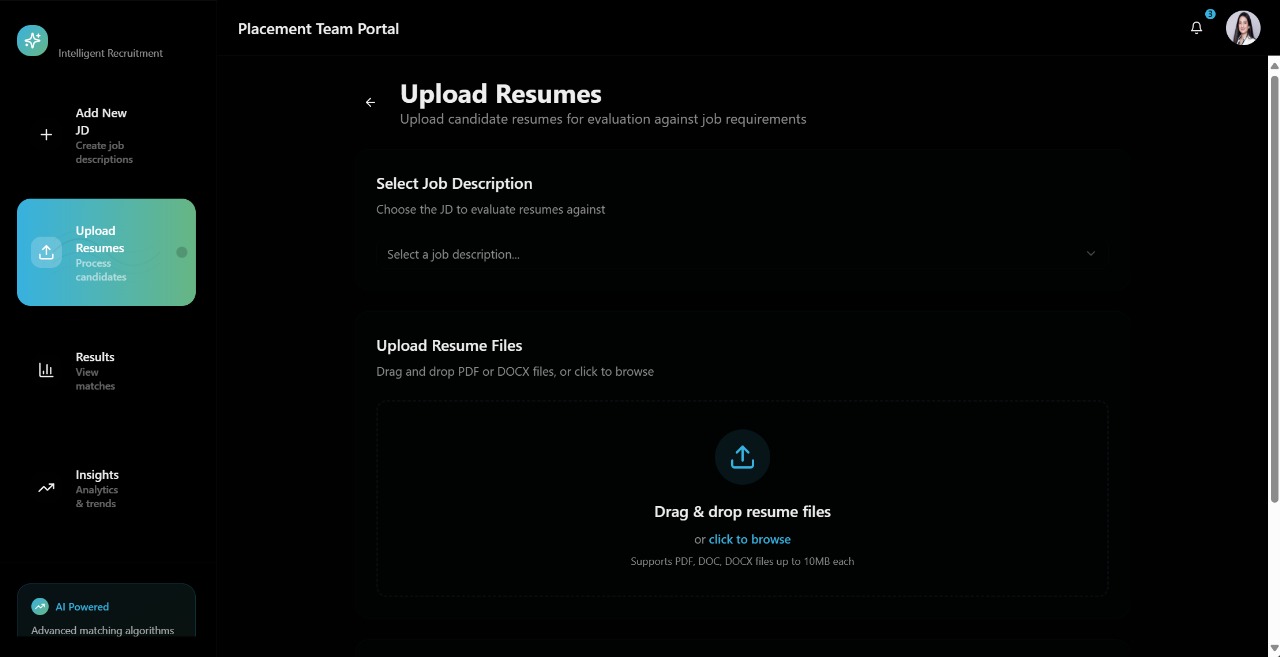 Intelligent Recruitment
Add New
JD
Create job
descriptions
Upload
Resumes
Process
candidates
Results
View
matches
Insights
Analytics
& trends
AI Powered
Advanced matching algorithms
Placement Team Portal
3
Upload Resumes
Upload candidate resumes for evaluation against job requirements
Select Job Description
Choose the JD to evaluate resumes against
Select a job description...
Upload Resume Files
Drag and drop PDF or DOCX files, or click to browse
Drag & drop resume files
or click to browse
Supports PDF, DOC, DOCX files up to 10MB each